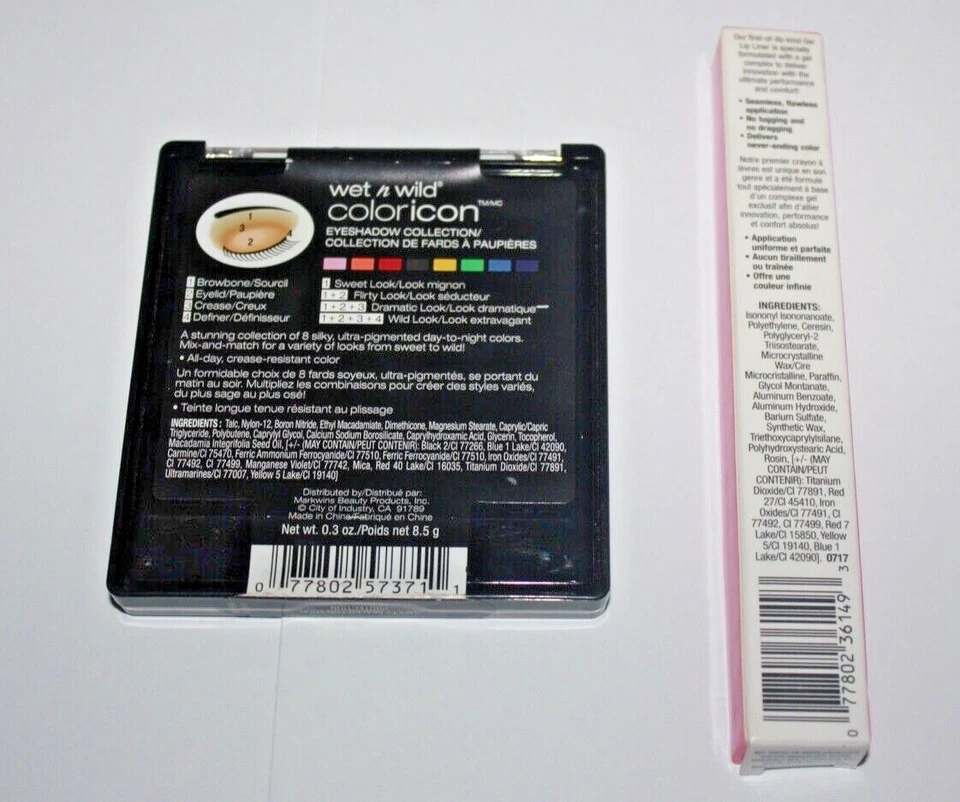 wet n wild®
coloricon™/MC
EYESHADOW COLLECTION/
COLLECTION DE FARDS À PAUPIÈRES
1
3
4
2
1 Browbone/Sourcil
2 Eyelid/Paupière
3 Crease/Creux
4 Definer/Définisseur
1 Sweet Look/Look mignon
1+2 Flirty Look/Look séducteur
1+2+3 Dramatic Look/Look dramatique
1+2+3+4 Wild Look/Look extravagant
A stunning collection of 8 silky, ultra-pigmented day-to-night colors.
Mix-and-match for a variety of looks from sweet to wild!
• All-day, crease-resistant color
Un formidable choix de 8 fards soyeux, ultra-pigmentés, se portant du
matin au soir. Multipliez les combinaisons pour créer des styles variés,
du plus sage au plus osé!
• Teinte longue tenue résistant au plissage
INGREDIENTS : Talc, Nylon-12, Boron Nitride, Ethyl Macadamiate, Dimethicone, Magnesium Stearate, Caprylic/Capric
Triglyceride, Polybutene, Caprylyl Glycol, Calcium Sodium Borosilicate, Caprylhydroxamic Acid, Glycerin, Tocopherol,
Macadamia Integrifolia Seed Oil, [+/- (MAY CONTAIN/PEUT CONTENIR): Black 2/CI 77266, Blue 1 Lake/CI 42090,
Carmine/CI 75470, Ferric Ammonium Ferrocyanide/CI 77510, Ferric Ferrocyanide/CI 77510, Iron Oxides/CI 77491,
CI 77492, CI 77499, Manganese Violet/CI 77742, Mica, Red 40 Lake/CI 16035, Titanium Dioxide/CI 77891,
Ultramarines/CI 77007, Yellow 5 Lake/CI 19140]
Distributed by/Distribué par:
Markwins Beauty Products, Inc.
© City of Industry, CA 91789
Made in China/Fabriqué en Chine
Net wt. 0.3 oz./Poids net 8.5 g
0 77802 57371 1
Our first-of-its-kind Gel
Lip Liner is specially
formulated with a gel
complex to deliver
innovation with the
ultimate performance
and comfort!
• Seamless, flawless
application
• No tugging and
no dragging
• Delivers
never-ending color
Notre premier crayon à
lèvres est unique en son
genre et a été formulé
tout spécialement à base
d'un complexe gel
exclusif afin d'allier
innovation, performance
et confort absolus!
• Application
uniforme et parfaite
• Aucun tiraillement
ou traînée
• Offre une
couleur infinie
INGREDIENTS:
Isononyl Isononanoate,
Polyethylene, Ceresin,
Polyglyceryl-2
Triisostearate,
Microcrystalline
Wax/Cire
Microcristalline, Paraffin,
Glycol Montanate,
Aluminum Benzoate,
Aluminum Hydroxide,
Barium Sulfate,
Synthetic Wax,
Triethoxycaprylylsilane,
Polyhydroxystearic Acid,
Rosin, [+/- (MAY
CONTAIN/PEUT
CONTENIR): Titanium
Dioxide/CI 77891, Red
27/CI 45410, Iron
Oxides/CI 77491, CI
77492, CI 77499, Red 7
Lake/CI 15850, Yellow
5/CI 19140, Blue 1
Lake/CI 42090]. 0717
0 77802 36149 3